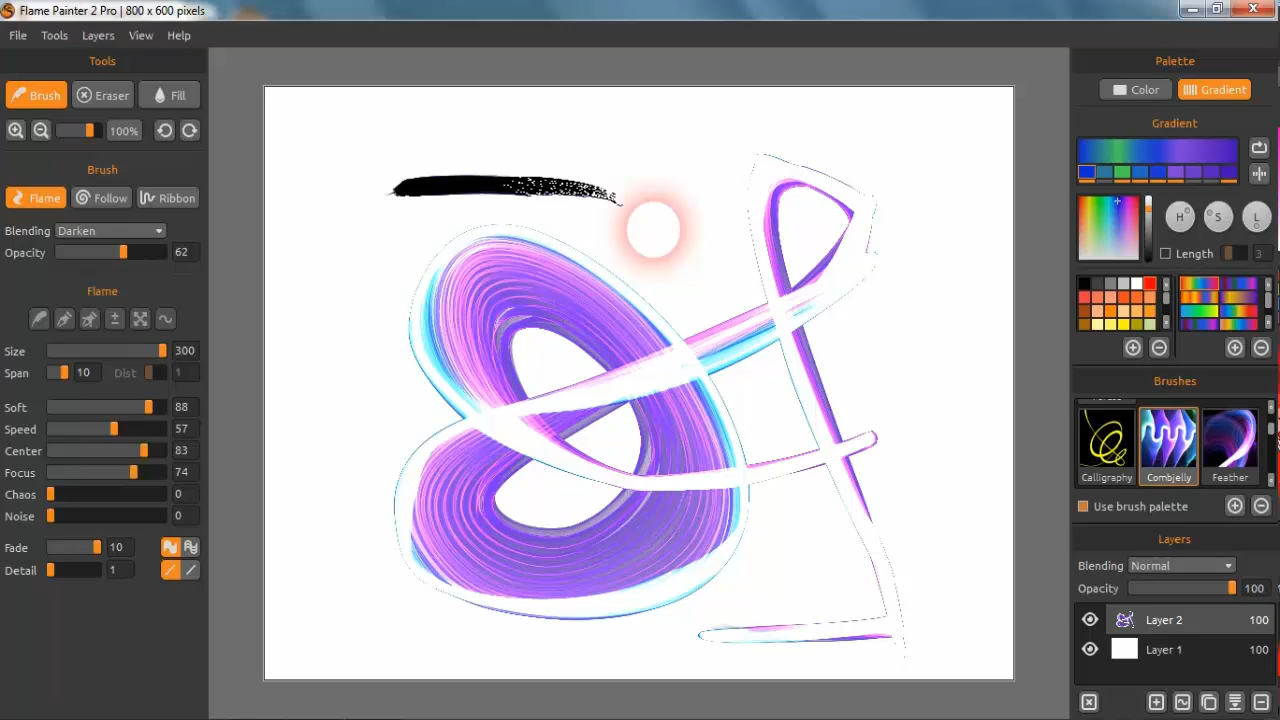 Flame Painter 2 Pro | 800 x 600 pixels
File Tools Layers View Help
Tools
Brush Eraser Fill
100%
Brush
Flame Follow Ribbon
Blending Darken
Opacity 62
Flame
Size 300
Span 10 Dist 1
Soft 88
Speed 57
Center 83
Focus 74
Chaos 0
Noise 0
Fade 10
Detail 1
Palette
Color Gradient
Gradient
H S L
Length 3
Brushes
Calligraphy Combjelly Feather
Use brush palette
Layers
Blending Normal
Opacity 100
Layer 2 100
Layer 1 100